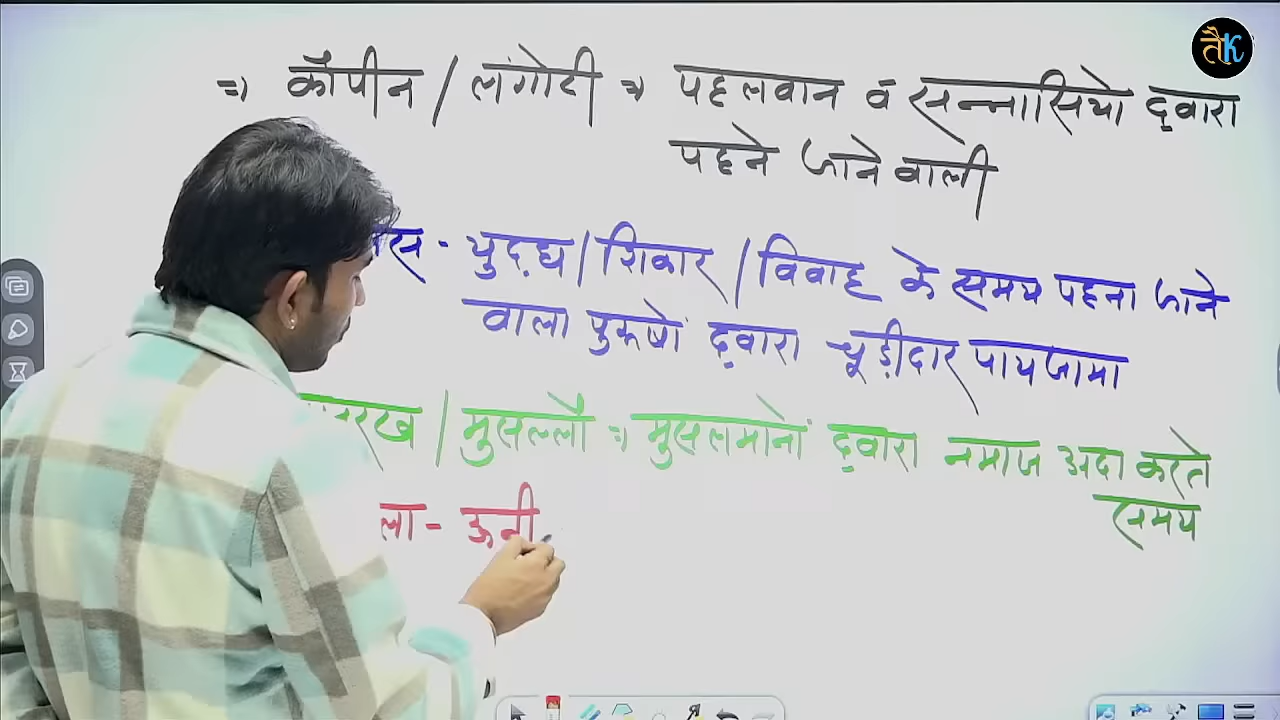 ⇒ कौपीन / लंगोटी ⇒ पहलवान व सन्नासियो द्वारा
पहने जाने वाली
- युद्ध / शिकार / विवाह के समय पहना जाने
वाला पुरुषों द्वारा चूड़ीदार पायजामा
/ मुसल्लौ ⇒ मुसलमानों द्वारा नमाज अदा करते
समय
- ऊनी
तैK